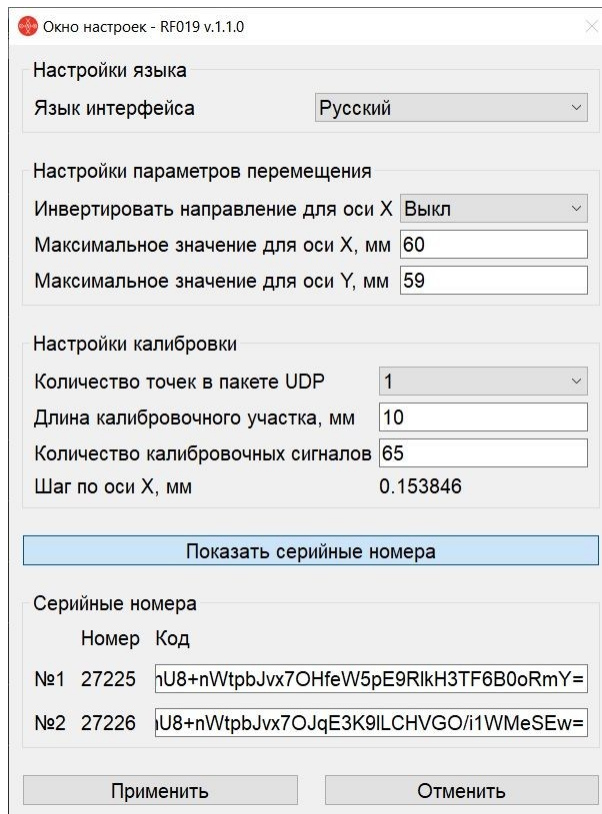 Окно настроек - RF019 v.1.1.0
Настройки языка
Язык интерфейса Русский
Настройки параметров перемещения
Инвертировать направление для оси X Выкл
Максимальное значение для оси X, мм 60
Максимальное значение для оси Y, мм 59
Настройки калибровки
Количество точек в пакете UDP 1
Длина калибровочного участка, мм 10
Количество калибровочных сигналов 65
Шаг по оси X, мм 0.153846
Показать серийные номера
Серийные номера
Номер Код
№1 27225 U8+nWtpbJvx7OHfeW5pE9RlkH3TF6B0oRmY=
№2 27226 U8+nWtpbJvx7OJqE3K9lLCHVGO/i1WMeSEw=
Применить Отменить